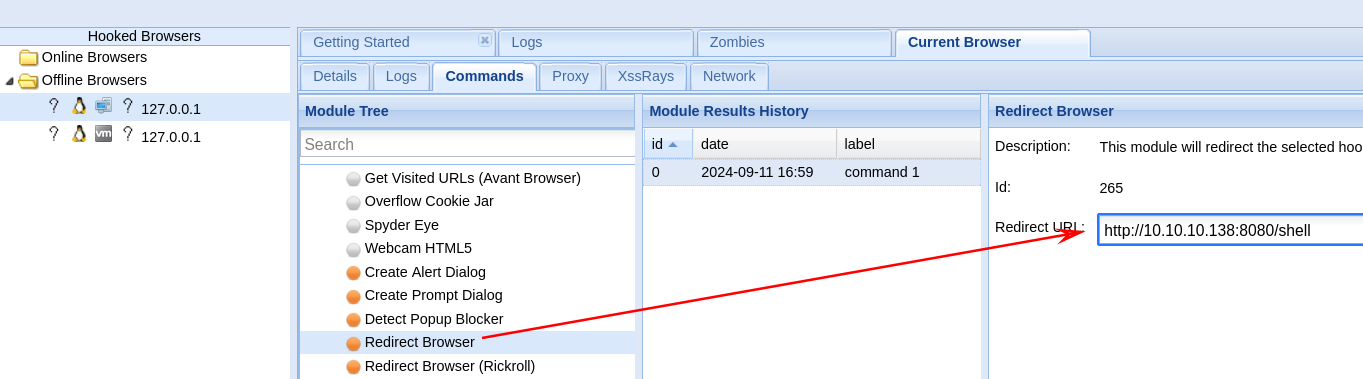 Hooked Browsers
Online Browsers
Offline Browsers
? 127.0.0.1
? vm ? 127.0.0.1
Getting Started
Logs
Zombies
Current Browser
Details
Logs
Commands
Proxy
XssRays
Network
Module Tree
Search
Get Visited URLs (Avant Browser)
Overflow Cookie Jar
Spyder Eye
Webcam HTML5
Create Alert Dialog
Create Prompt Dialog
Detect Popup Blocker
Redirect Browser
Redirect Browser (Rickroll)
Module Results History
id date label
0 2024-09-11 16:59 command 1
Redirect Browser
Description: This module will redirect the selected hoo
Id: 265
Redirect URL: http://10.10.10.138:8080/shell